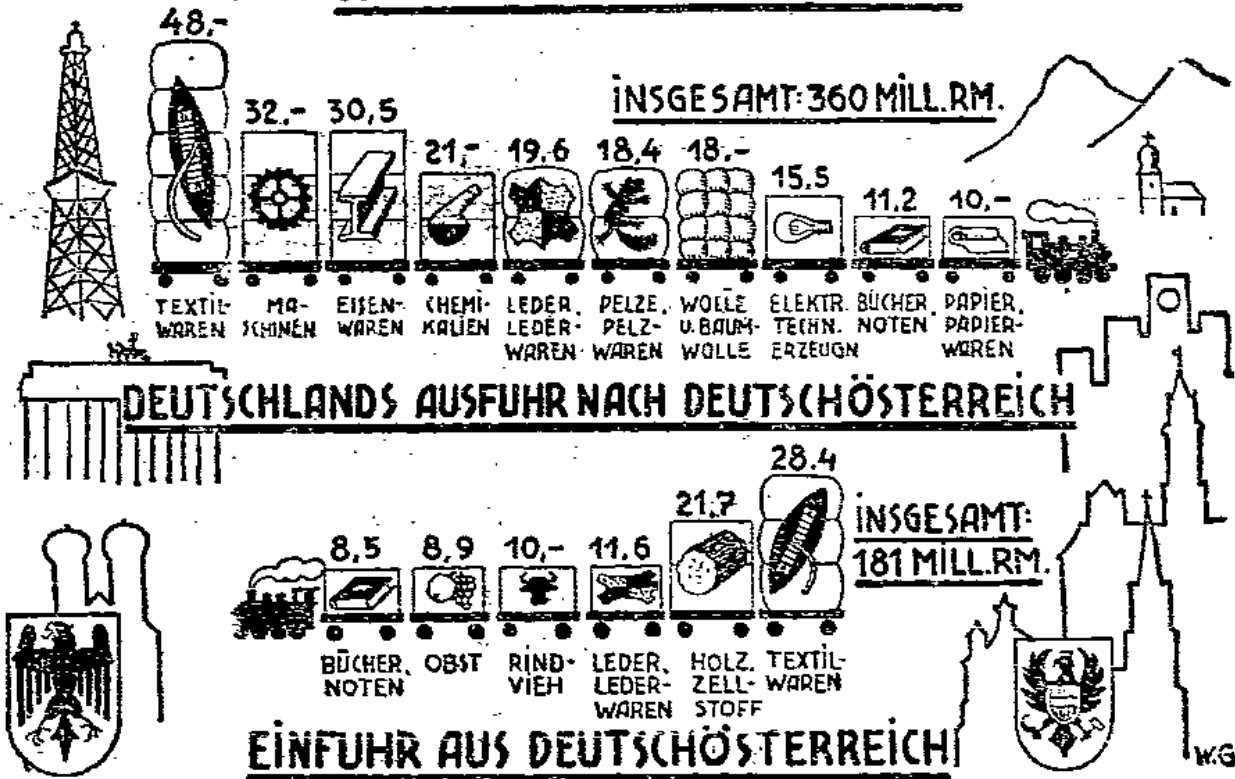 48,-
INSGESAMT: 360 MILL. RM.
32.- 30,5
21,- 19.6 18,4 18.-
15.5 11.2 10,-
TEXTIL-WAREN
MA-SCHINEN
EISEN-WAREN
CHEMI-KALIEN
LEDER, LEDER-WAREN
PELZE, PELZ-WAREN
WOLLE U. BAUM-WOLLE
ELEKTR. TECHN. ERZEUGN
BÜCHER, NOTEN
PAPIER, PAPIER-WAREN
DEUTSCHLANDS AUSFUHR NACH DEUTSCHÖSTERREICH
28.4
21,7
INSGESAMT:
181 MILL. RM.
8,5 8,9 10,- 11.6
BÜCHER, NOTEN
OBST
RIND-VIEH
LEDER, LEDER-WAREN
HOLZ, ZELL-STOFF
TEXTIL-WAREN
EINFUHR AUS DEUTSCHÖSTERREICH
W.G